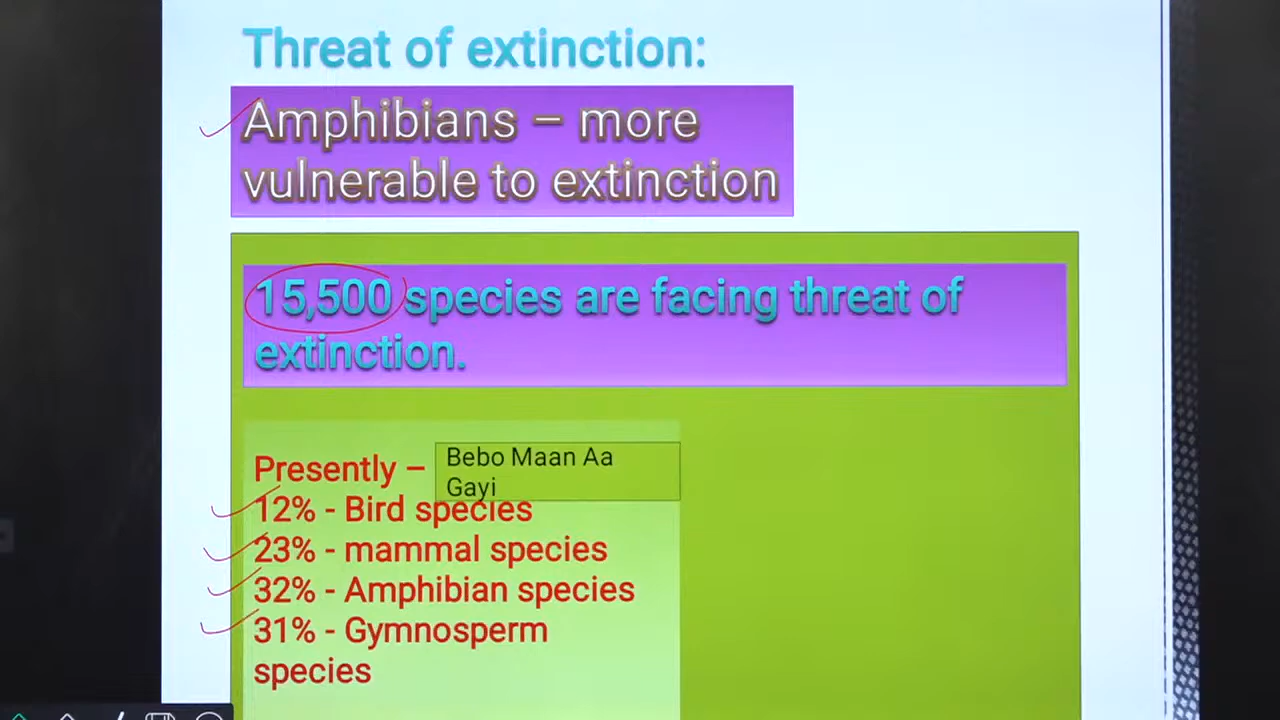 Threat of extinction:
Amphibians – more
vulnerable to extinction
15,500 species are facing threat of
extinction.
Presently –
Bebo Maan Aa
Gayi
12% - Bird species
23% - mammal species
32% - Amphibian species
31% - Gymnosperm
species